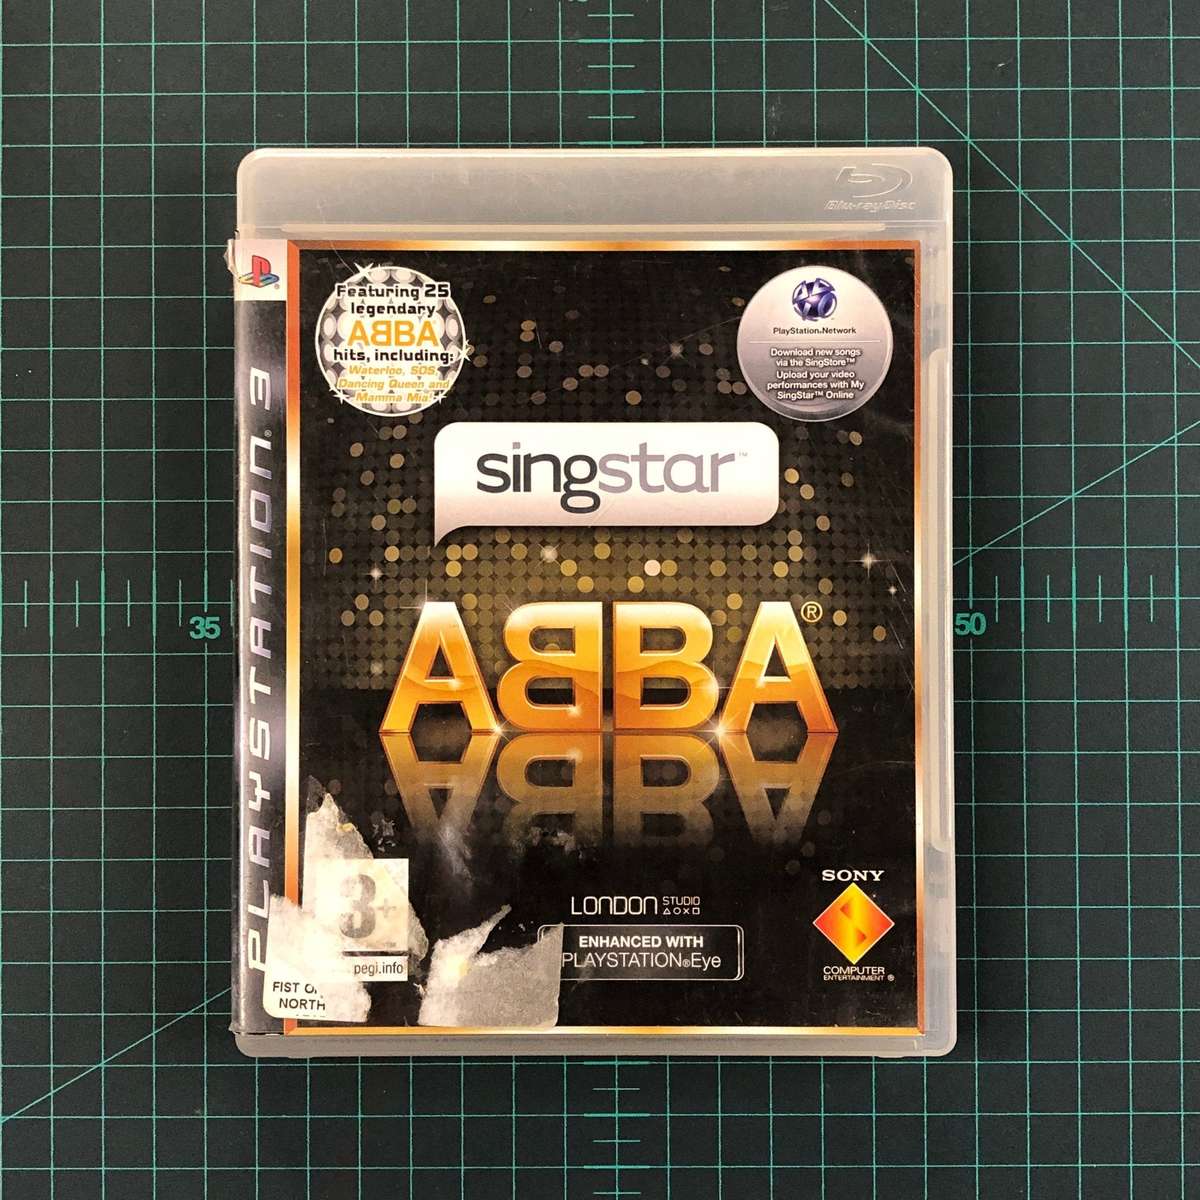 Blu-ray Disc
PLAYSTATION®3
Featuring 25
legendary
ABBA
hits, including:
Waterloo, SOS,
Dancing Queen and
Mamma Mia!
PlayStation®Network
Download new songs
via the SingStore™
Upload your video
performances with My
SingStar™ Online
singstar™
ABBA®
35
50
3+
pegi.info
FIST O
NORTH
LONDON STUDIO
ENHANCED WITH
PLAYSTATION®Eye
SONY
COMPUTER
ENTERTAINMENT®